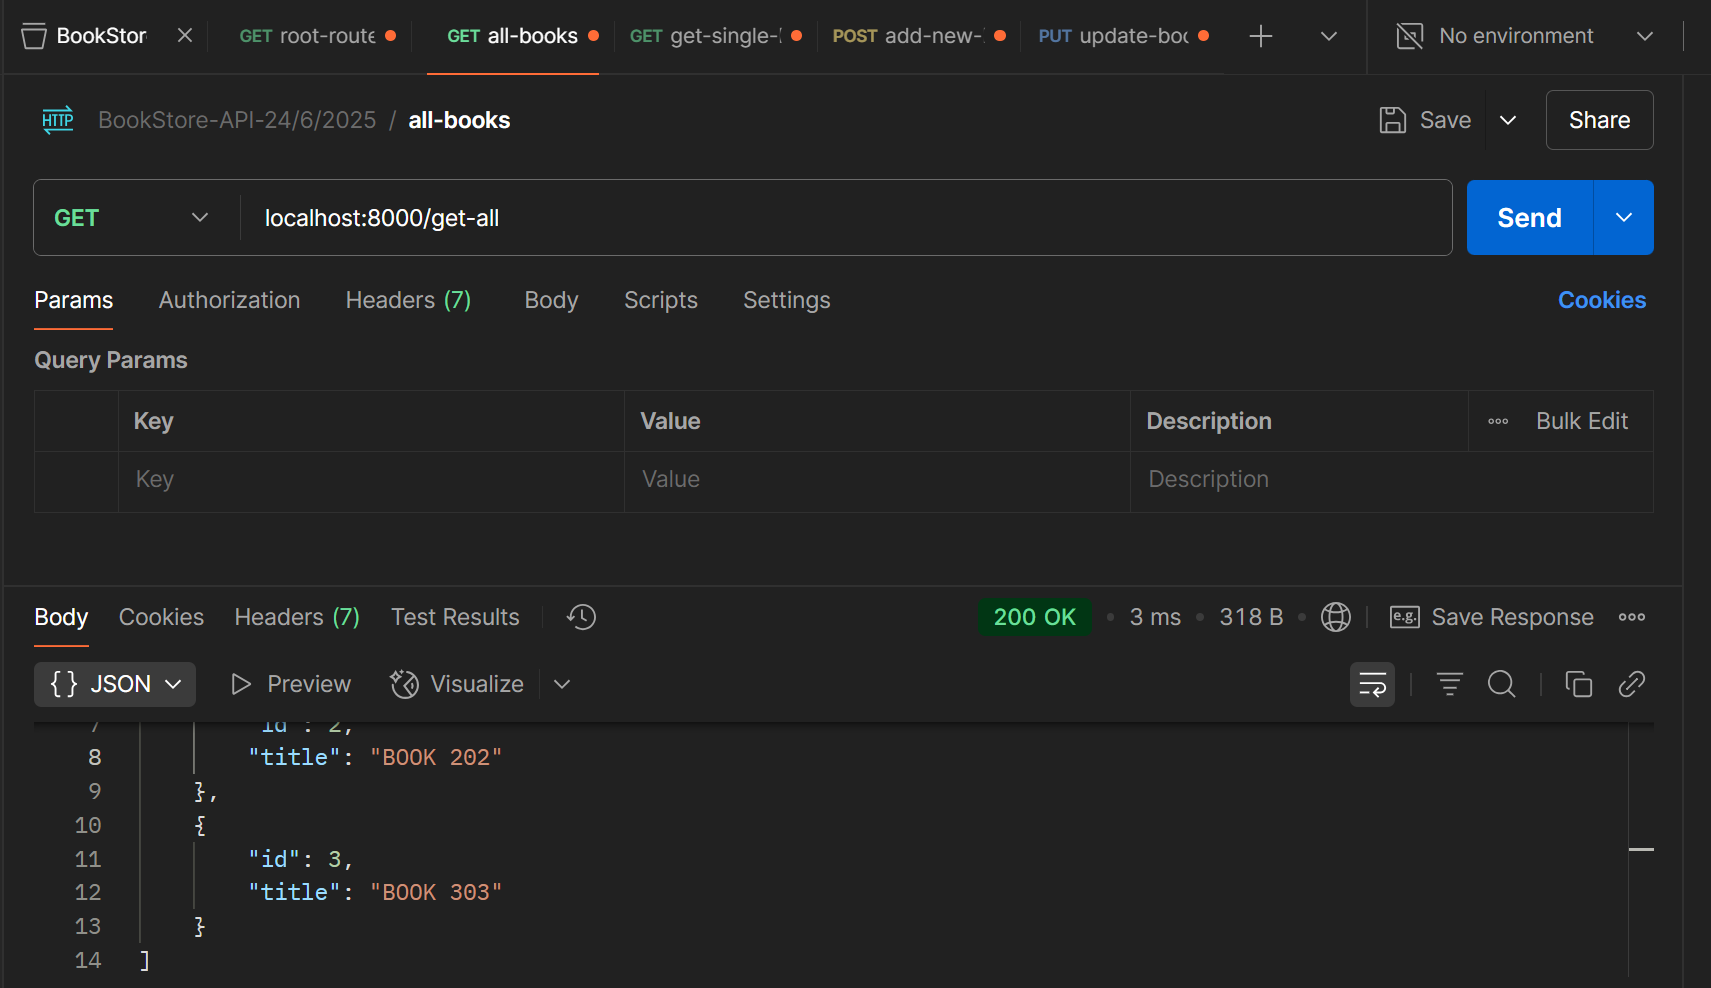 BookStor GET root-route GET all-books GET get-single- POST add-new- PUT update-boo No environment
HTTP BookStore-API-24/6/2025 / all-books Save Share
GET localhost:8000/get-all Send
Params Authorization Headers (7) Body Scripts Settings Cookies
Query Params
Key Value Description Bulk Edit
Key Value Description
Body Cookies Headers (7) Test Results 200 OK 3 ms 318 B e.g. Save Response
{} JSON Preview Visualize
7 "id": 2,
8 "title": "BOOK 202"
9 },
10 {
11 "id": 3,
12 "title": "BOOK 303"
13 }
14 ]